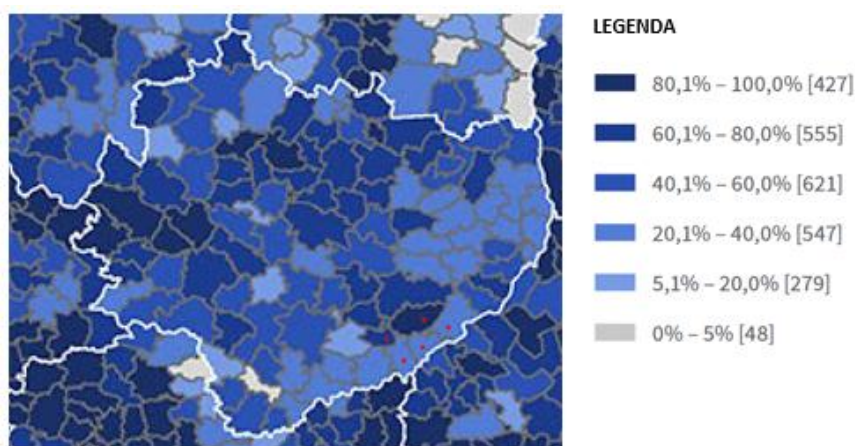 LEGENDA
80,1% – 100,0% [427]
60,1% – 80,0% [555]
40,1% – 60,0% [621]
20,1% – 40,0% [547]
5,1% – 20,0% [279]
0% – 5% [48]